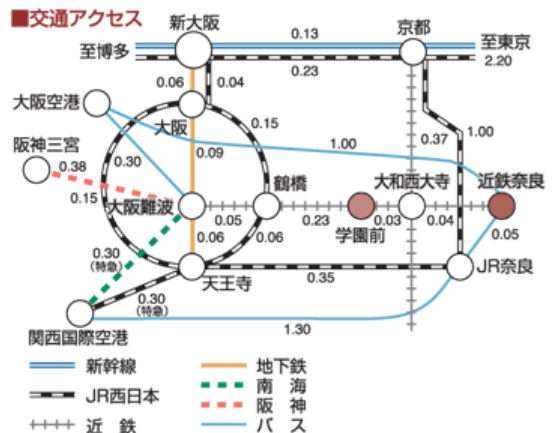 ■交通アクセス
新大阪
0.13
京都
至博多
至東京
0.23
2.20
0.06
0.04
大阪空港
大阪
0.15
0.37
1.00
阪神三宮
0.30
0.09
1.00
0.38
鶴橋
大和西大寺
近鉄奈良
0.15
大阪難波
0.05
0.23
0.03
0.04
0.05
学園前
0.06
0.06
0.30
(特急)
0.35
JR奈良
天王寺
0.30
(特急)
1.30
関西国際空港
新幹線
地下鉄
JR西日本
南海
阪神
近鉄
バス